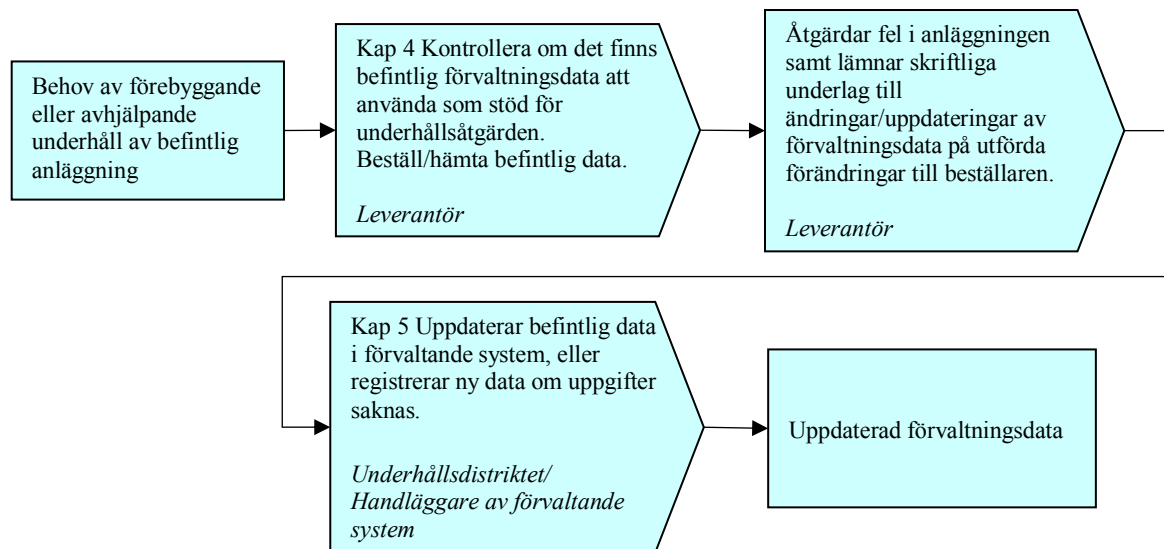 Behov av förebyggande
eller avhjälpande
underhåll av befintlig
anläggning
Kap 4 Kontrollera om det finns
befintlig förvaltningsdata att
använda som stöd för
underhållsåtgärden.
Beställ/hämta befintlig data.
Leverantör
Åtgärdar fel i anläggningen
samt lämnar skriftliga
underlag till
ändringar/uppdateringar av
förvaltningsdata på utförda
förändringar till beställaren.
Leverantör
Kap 5 Uppdaterar befintlig data
i förvaltande system, eller
registrerar ny data om uppgifter
saknas.
Underhållsdistriktet/
Handläggare av förvaltande
system
Uppdaterad förvaltningsdata